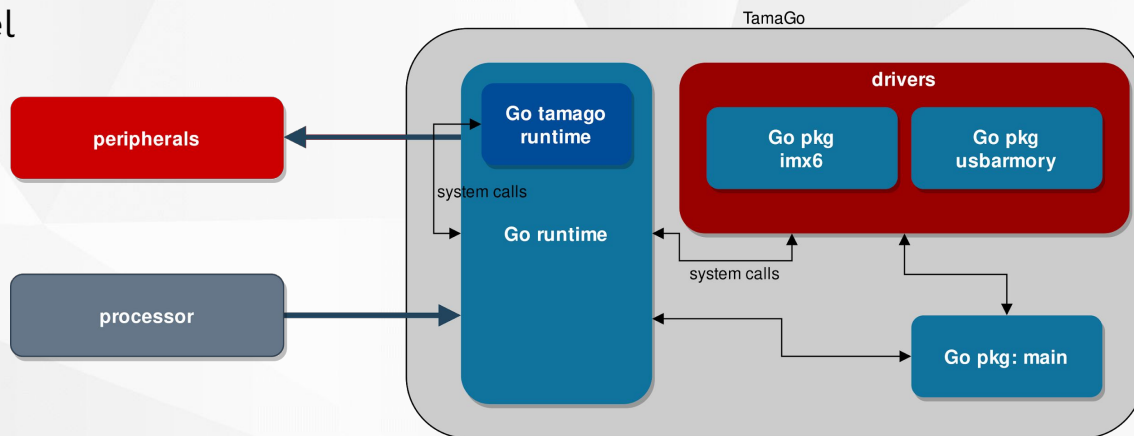 el
TamaGo
peripherals
Go tamago
runtime
system calls
Go runtime
processor
drivers
Go pkg
imx6
Go pkg
usbarmory
system calls
Go pkg: main